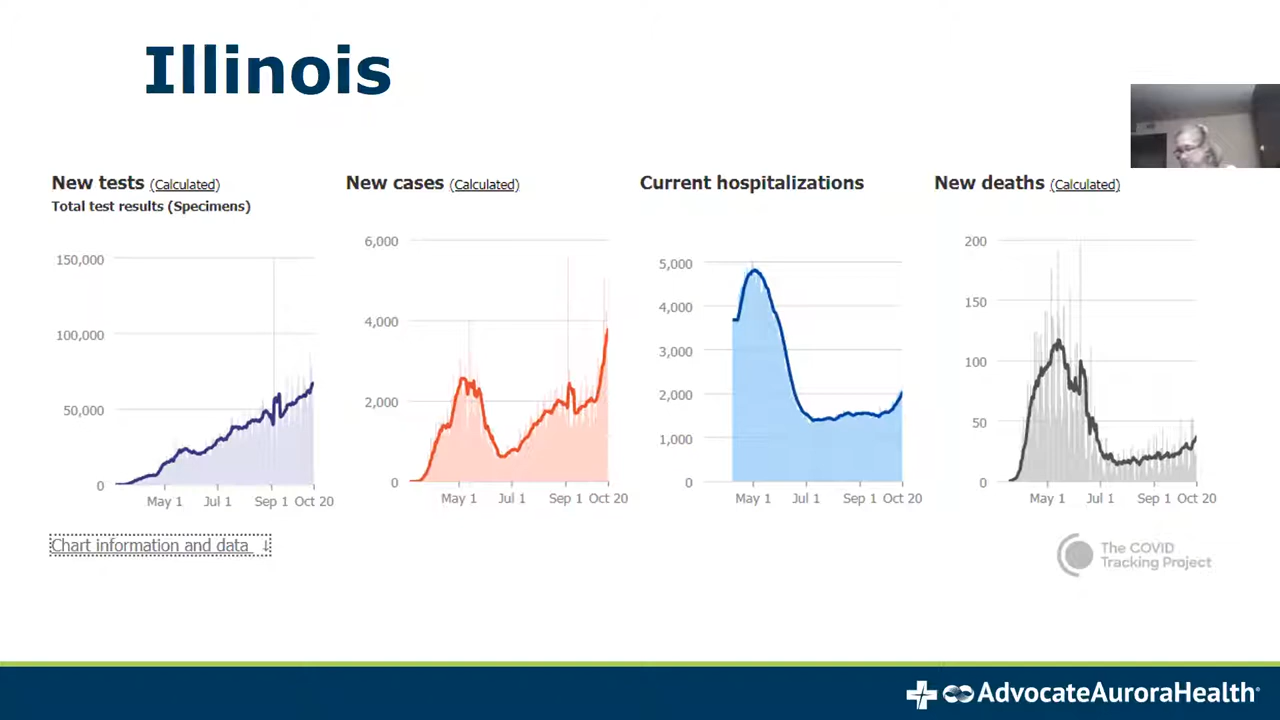 Illinois
New tests (Calculated)
Total test results (Specimens)
150,000
100,000
50,000
0
May 1 Jul 1 Sep 1 Oct 20
New cases (Calculated)
6,000
4,000
2,000
0
May 1 Jul 1 Sep 1 Oct 20
Current hospitalizations
5,000
4,000
3,000
2,000
1,000
0
May 1 Jul 1 Sep 1 Oct 20
New deaths (Calculated)
200
150
100
50
0
May 1 Jul 1 Sep 1 Oct 20
Chart information and data ↓
The COVID
Tracking Project
AdvocateAuroraHealth®